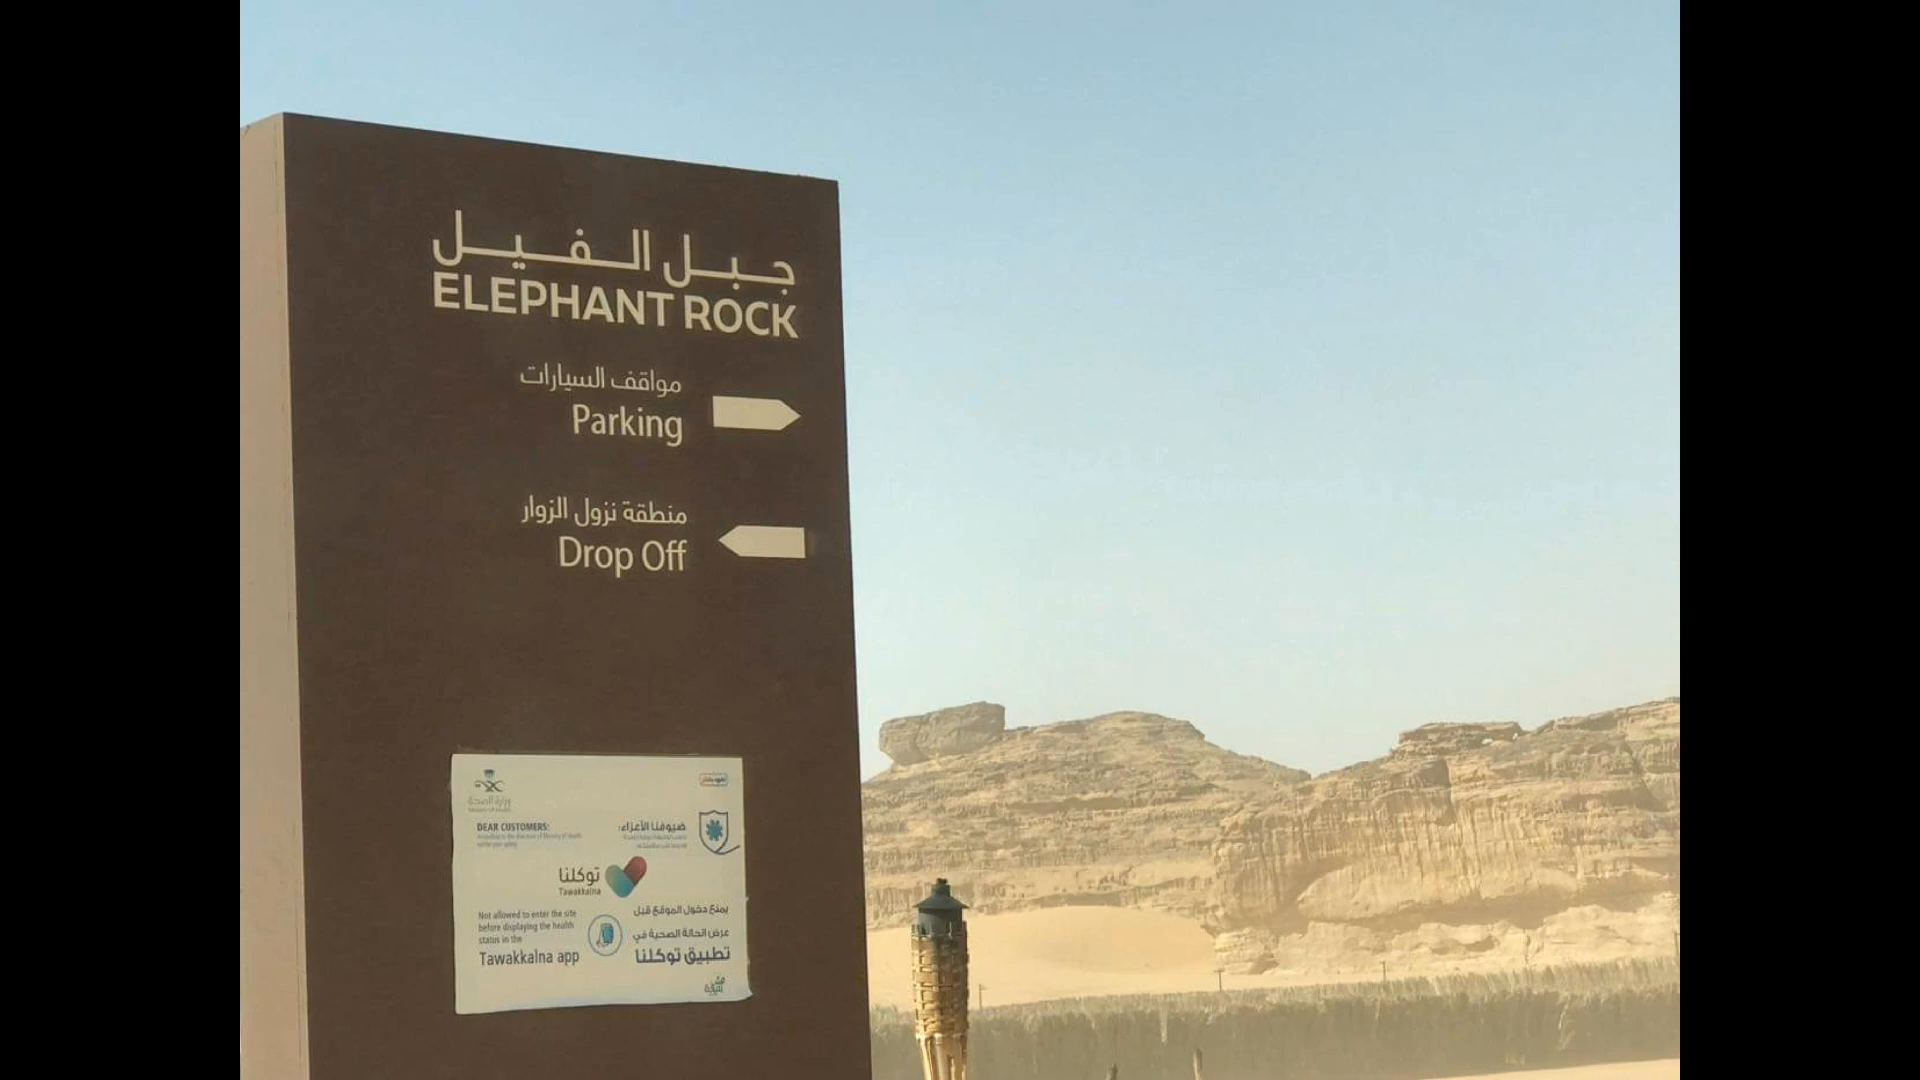 جبل الفيل
ELEPHANT ROCK
مواقف السيارات
Parking
منطقة نزول الزوار
Drop Off
وزارة الصحة
DEAR CUSTOMERS:
ضيوفنا الأعزاء:
توكلنا
Tawakkalna
Not allowed to enter the site
before displaying the health
status in the
Tawakkalna app
يمنع دخول الموقع قبل
عرض الحالة الصحية في
تطبيق توكلنا